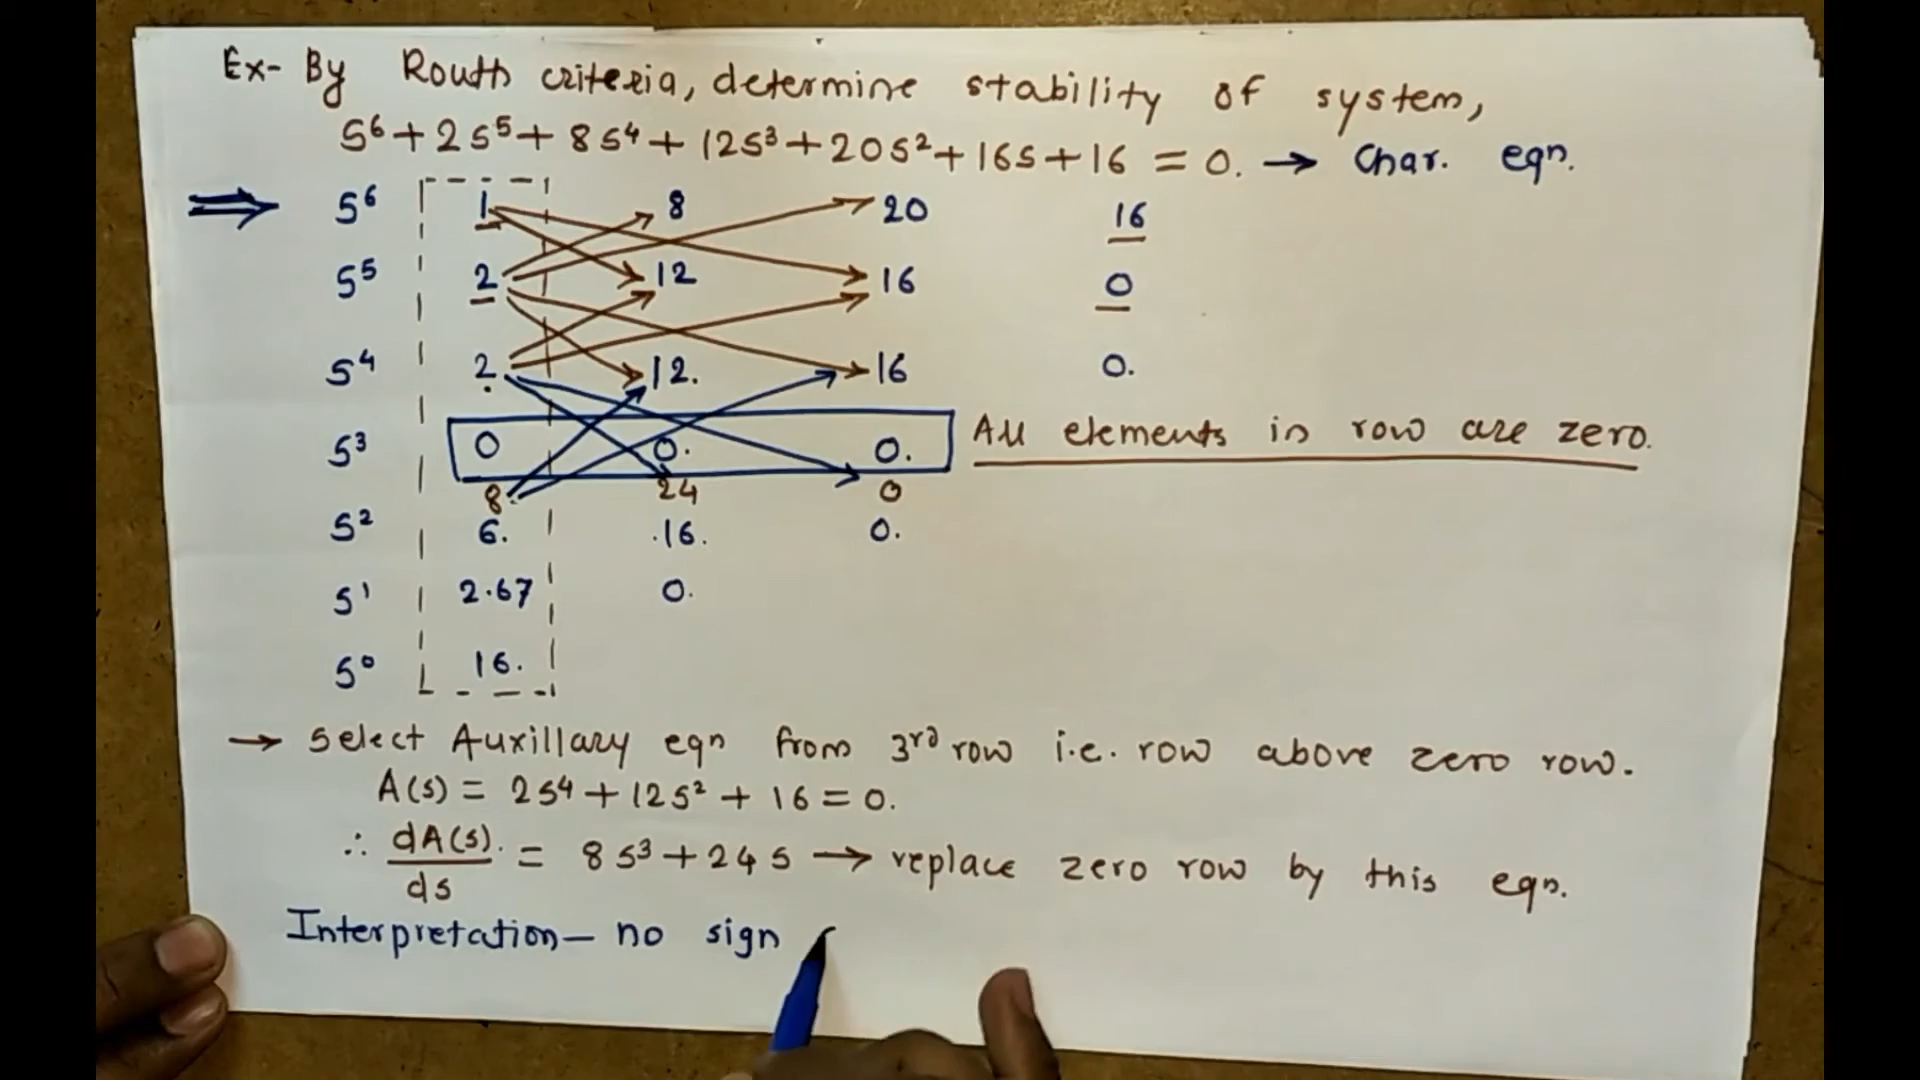 Ex- By Routh criteria, determine stability of system,
S⁶ + 2S⁵ + 8S⁴ + 12S³ + 20S² + 16S + 16 = 0. → Char. eqn.
⇒ S⁶ 1 8 20 16
S⁵ 2 12 16 0
S⁴ 2 12. 16 0.
S³ 0 0. 0. All elements in row are zero.
8 24 0
S² 6. .16. 0.
S¹ 2.67 0.
S⁰ 16.
→ Select Auxillary eqn from 3rd row i.e. row above zero row.
A(s) = 2S⁴ + 12S² + 16 = 0.
∴ dA(s)/ds = 8S³ + 24S → replace zero row by this eqn.
Interpretation – no sign